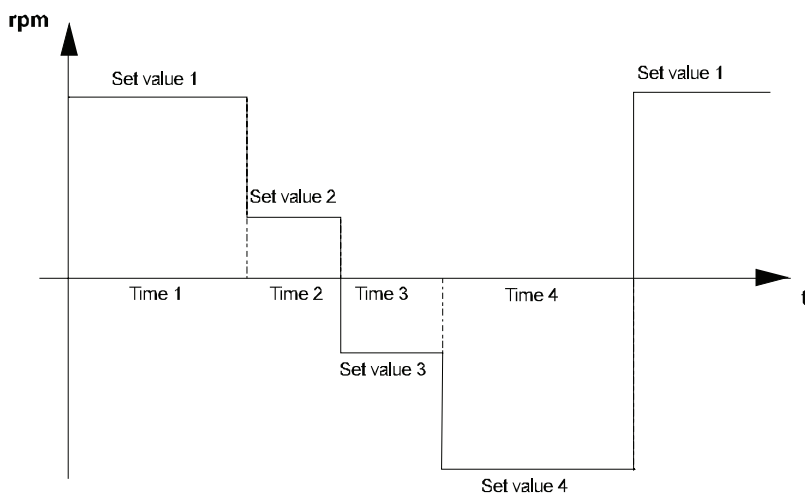 rpm
Set value 1
Set value 1
Set value 2
Time 1
Time 2
Time 3
Time 4
t
Set value 3
Set value 4